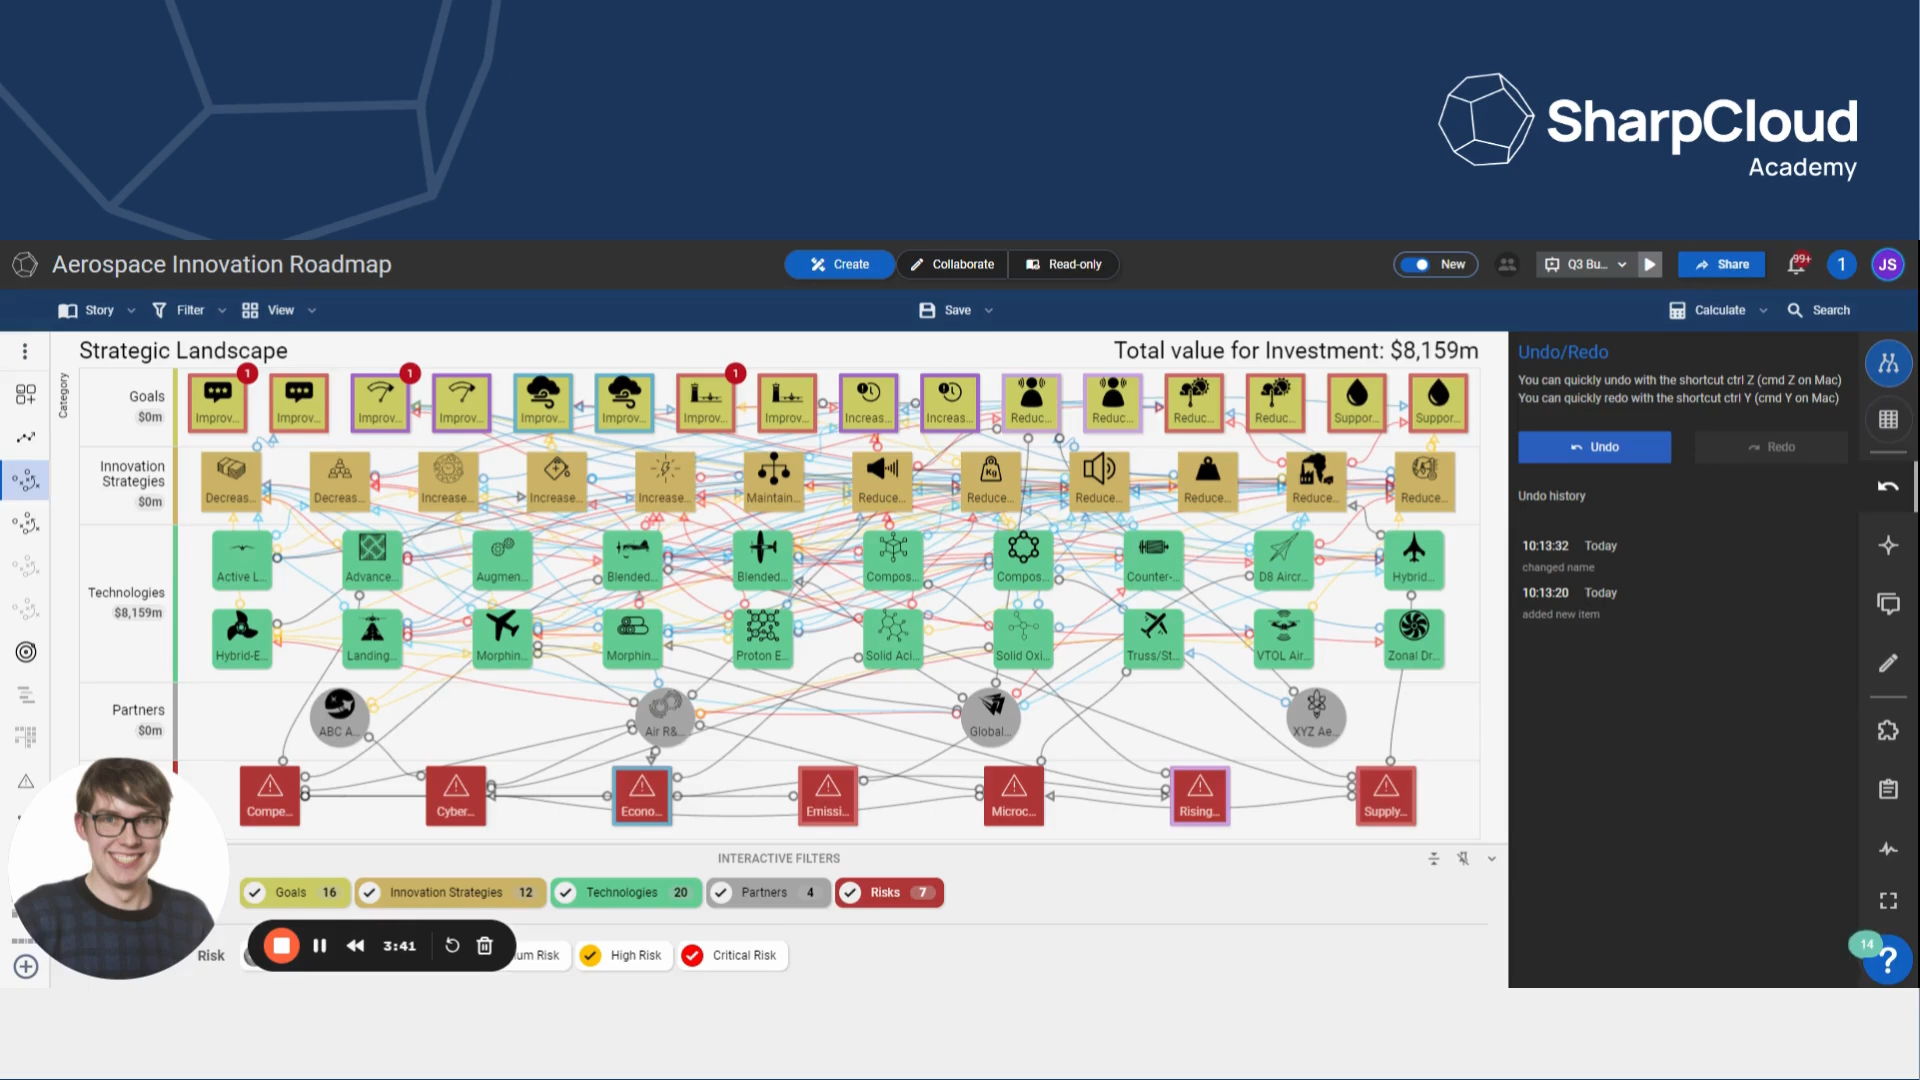 SharpCloud
Academy
Aerospace Innovation Roadmap
Create
Collaborate
Read-only
New
Q3 Bu...
Share
99+
1
JS
Story
Filter
View
Save
Calculate
Search
Strategic Landscape
Total value for Investment: $8,159m
Category
Goals
$0m
1
1
1
Improv...
Improv...
Improv...
Improv...
Improv...
Improv...
Improv...
Improv...
Increas...
Increas...
Reduc...
Reduc...
Reduc...
Reduc...
Suppor...
Suppor...
Innovation
Strategies
$0m
Decreas...
Decreas...
Increase...
Increase...
Increase...
Maintain...
Reduce...
Kg
Reduce...
Reduce...
Reduce...
Reduce...
Reduce...
Technologies
$8,159m
Active L...
Advance...
Augmen...
Blended...
Blended...
Compos...
Compos...
Counter-...
D8 Aircr...
Hybrid...
Hybrid-E...
Landing...
Morphin...
Morphin...
Proton E...
Solid Aci...
Solid Oxi...
Truss/St...
VTOL Air...
Zonal Dr...
Partners
$0m
ABC A...
Air R&...
Global...
XYZ Ae...
Compe...
Cyber...
Econo...
Emissi...
Microc...
Rising...
Supply...
INTERACTIVE FILTERS
Goals 16
Innovation Strategies 12
Technologies 20
Partners 4
Risks 7
Risk
3:41
um Risk
High Risk
Critical Risk
Undo/Redo
You can quickly undo with the shortcut ctrl Z (cmd Z on Mac)
You can quickly redo with the shortcut ctrl Y (cmd Y on Mac)
Undo
Redo
Undo history
10:13:32 Today
changed name
10:13:20 Today
added new item
14
?